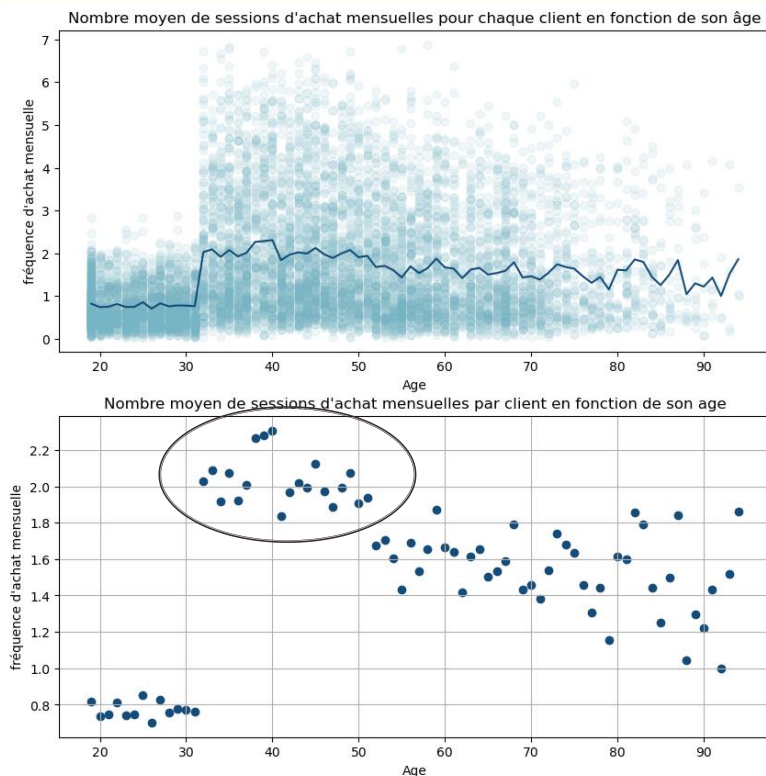 Nombre moyen de sessions d'achat mensuelles pour chaque client en fonction de son âge
7
6
5
4
3
2
1
0
fréquence d'achat mensuelle
20 30 40 50 60 70 80 90
Age
Nombre moyen de sessions d'achat mensuelles par client en fonction de son age
2.2
2.0
1.8
1.6
1.4
1.2
1.0
0.8
fréquence d'achat mensuelle
20 30 40 50 60 70 80 90
Age